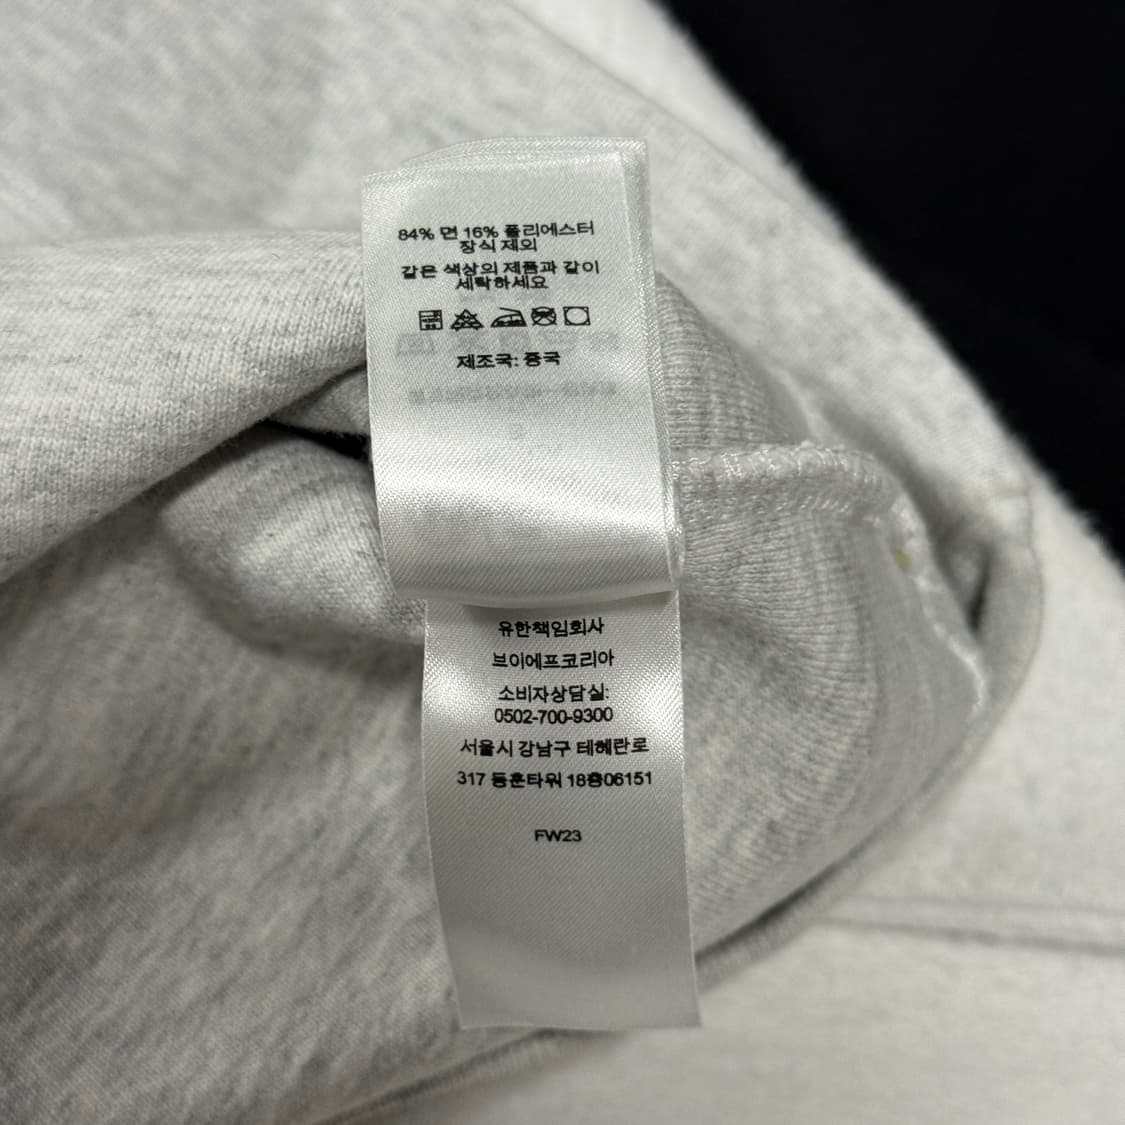 84% 면 16% 폴리에스터
장식 제외
같은 색상의 제품과 같이
세탁하세요
제조국: 중국
유한책임회사
브이에프코리아
소비자상담실:
0502-700-9300
서울시 강남구 테헤란로
317 동훈타워 18층06151
FW23